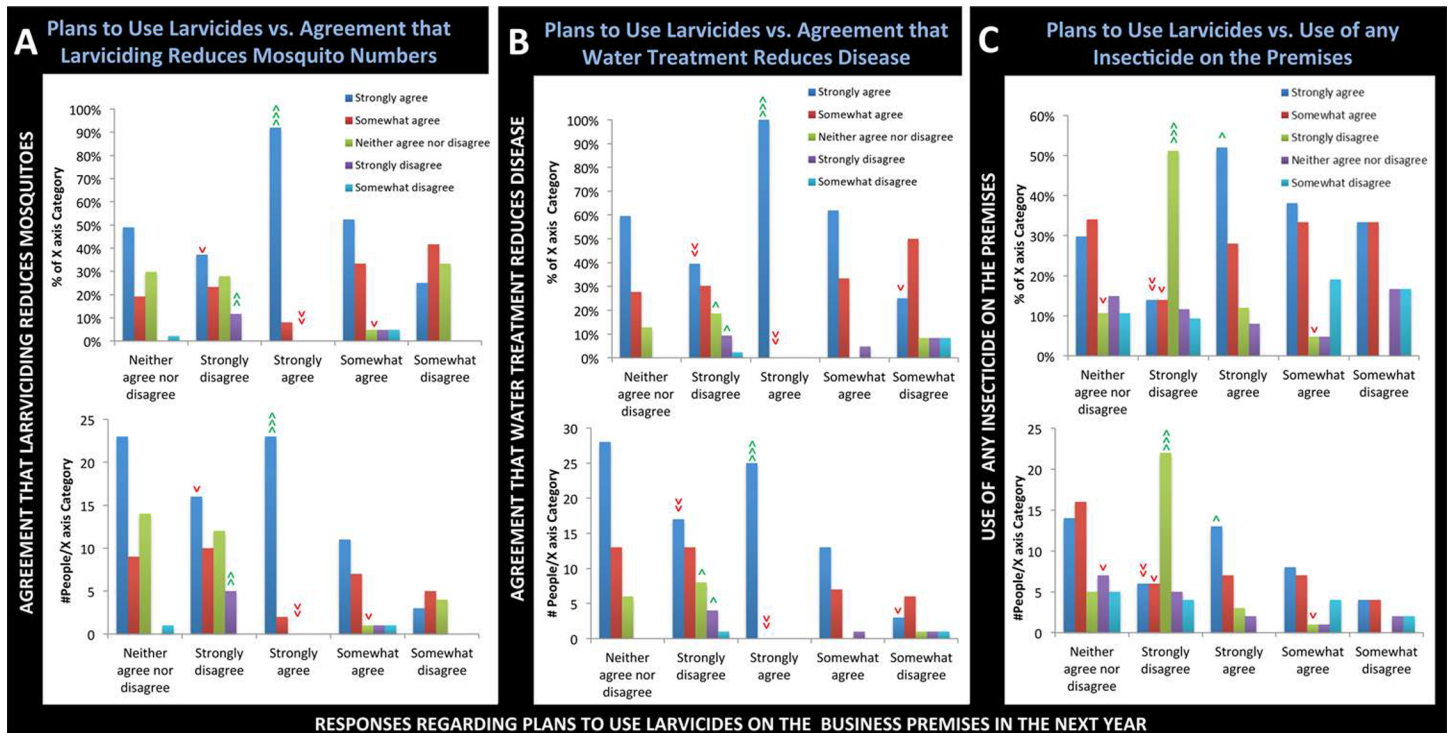 A
Plans to Use Larvicides vs. Agreement that
Larviciding Reduces Mosquito Numbers
AGREEMENT THAT LARRVICIDING REDUCES MOSQUITOES
% of X axis Category
100%
90%
80%
70%
60%
50%
40%
30%
20%
10%
0%
Strongly agree
Somewhat agree
Neither agree nor disagree
Strongly disagree
Somewhat disagree
Neither
agree nor
disagree
Strongly
disagree
Strongly
agree
Somewhat
agree
Somewhat
disagree
#People/X axis Category
25
20
15
10
5
0
Neither
agree nor
disagree
Strongly
disagree
Strongly
agree
Somewhat
agree
Somewhat
disagree
B
Plans to Use Larvicides vs. Agreement that
Water Treatment Reduces Disease
AGREEMENT THAT WATER TREATMENT REDUCES DISEASE
% of X axis Category
100%
90%
80%
70%
60%
50%
40%
30%
20%
10%
0%
Strongly agree
Somewhat agree
Neither agree nor disagree
Strongly disagree
Somewhat disagree
Neither
agree nor
disagree
Strongly
disagree
Strongly
agree
Somewhat
agree
Somewhat
disagree
# People/X axis Category
30
25
20
15
10
5
0
Neither
agree nor
disagree
Strongly
disagree
Strongly
agree
Somewhat
agree
Somewhat
disagree
C
Plans to Use Larvicides vs. Use of any
Insecticide on the Premises
USE OF ANY INSECTICIDE ON THE PREMISES
% of X axis Category
60%
50%
40%
30%
20%
10%
0%
Strongly agree
Somewhat agree
Strongly disagree
Neither agree nor disagree
Somewhat disagree
Neither
agree nor
disagree
Strongly
disagree
Strongly
agree
Somewhat
agree
Somewhat
disagree
#People/X axis Category
25
20
15
10
5
0
Neither
agree nor
disagree
Strongly
disagree
Strongly
agree
Somewhat
agree
Somewhat
disagree
RESPONSES REGARDING PLANS TO USE LARVICIDES ON THE BUSINESS PREMISES IN THE NEXT YEAR